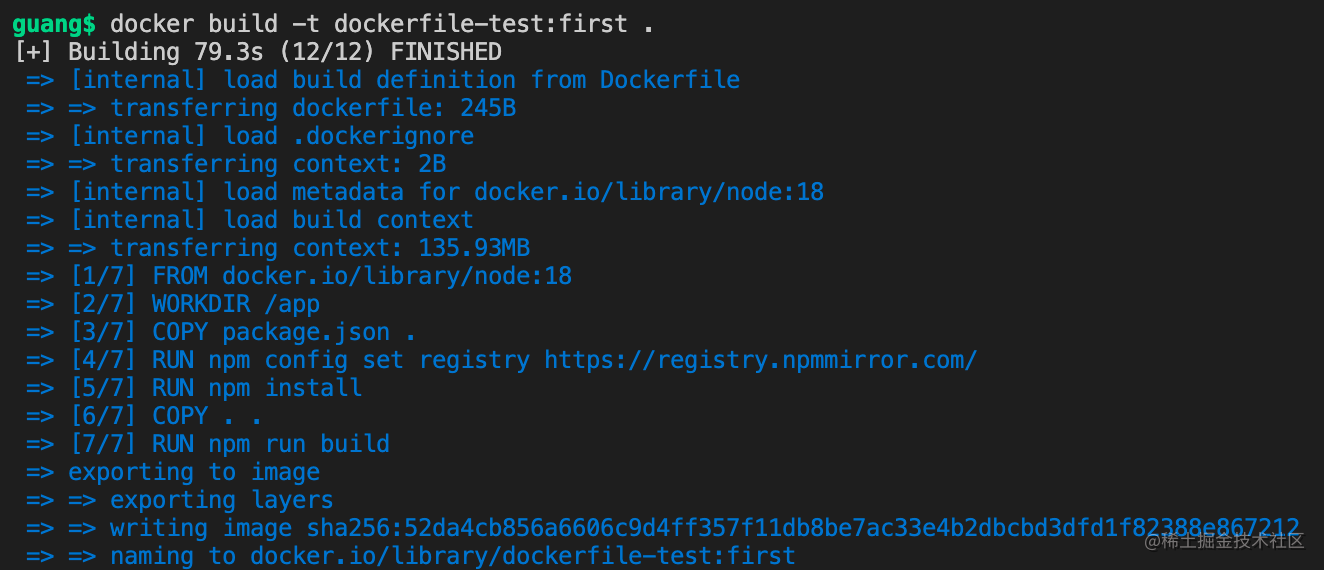 guang$ docker build -t dockerfile-test:first .
[+] Building 79.3s (12/12) FINISHED
=> [internal] load build definition from Dockerfile
=> => transferring dockerfile: 245B
=> [internal] load .dockerignore
=> => transferring context: 2B
=> [internal] load metadata for docker.io/library/node:18
=> [internal] load build context
=> => transferring context: 135.93MB
=> [1/7] FROM docker.io/library/node:18
=> [2/7] WORKDIR /app
=> [3/7] COPY package.json .
=> [4/7] RUN npm config set registry https://registry.npmmirror.com/
=> [5/7] RUN npm install
=> [6/7] COPY . .
=> [7/7] RUN npm run build
=> exporting to image
=> => exporting layers
=> => writing image sha256:52da4cb856a6606c9d4ff357f11db8be7ac33e4b2dbcbd3dfd1f82388e867212
=> => naming to docker.io/library/dockerfile-test:first
@稀土掘金技术社区